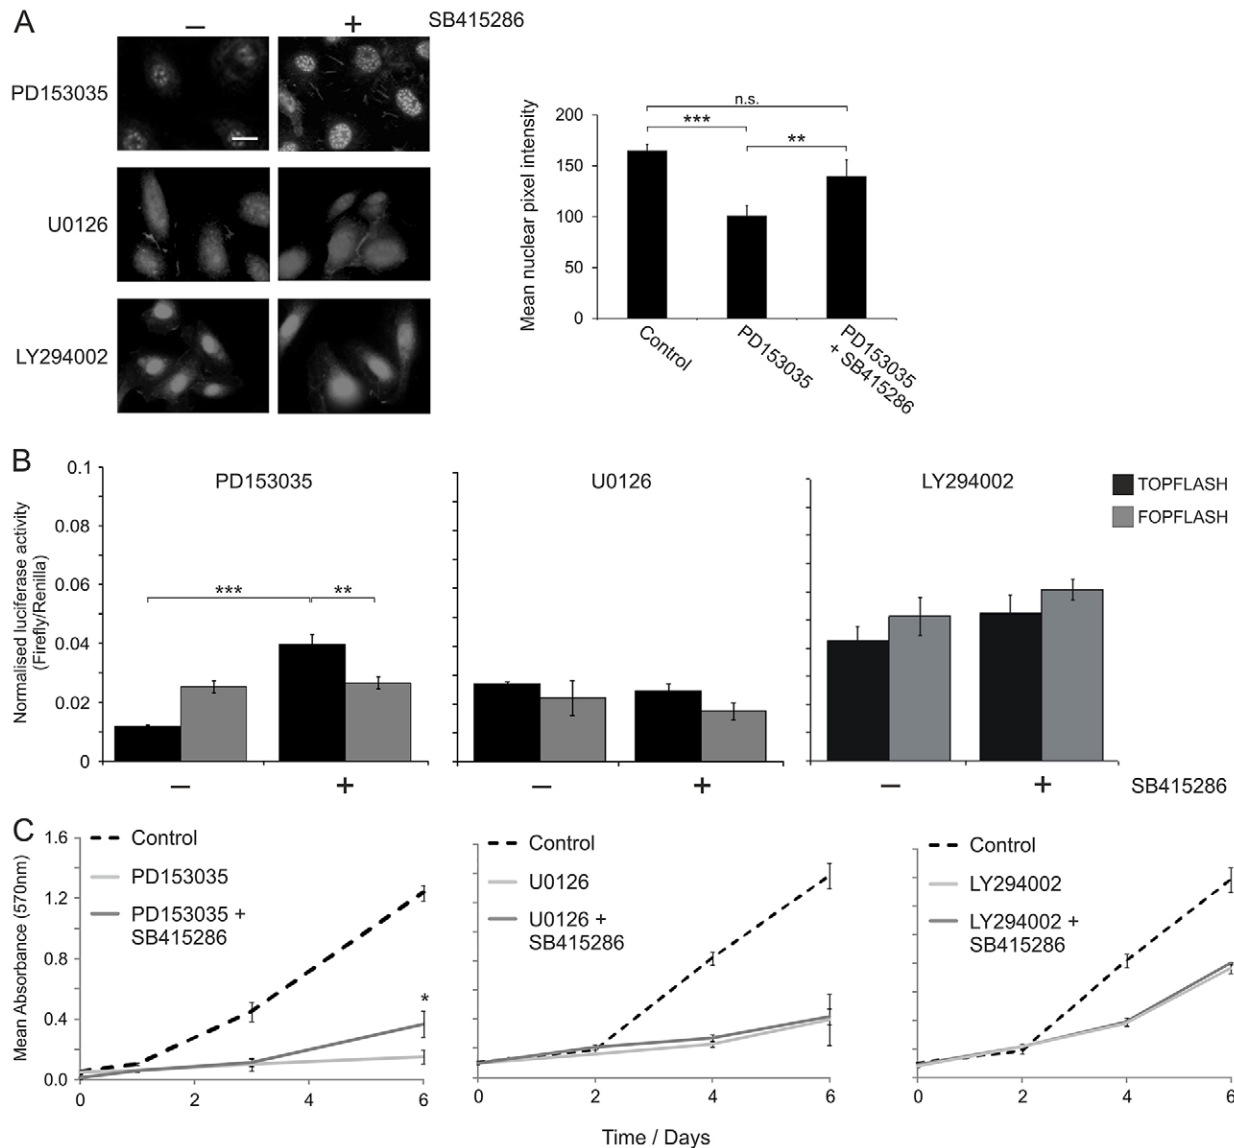 A
– + SB415286
PD153035
U0126
LY294002
Mean nuclear pixel intensity
200
150
100
50
0
n.s.
***
**
Control
PD153035
PD153035
+ SB415286
B
Normalised luciferase activity
(Firefly/Renilla)
0.1
0.08
0.06
0.04
0.02
0
PD153035
***
**
U0126
LY294002
TOPFLASH
FOPFLASH
– + – + – + SB415286
C
Mean Absorbance (570nm)
1.6
1.2
0.8
0.4
0.0
Control
PD153035
PD153035 +
SB415286
*
0 2 4 6
Control
U0126
U0126 +
SB415286
0 2 4 6
Control
LY294002
LY294002 +
SB415286
0 2 4 6
Time / Days